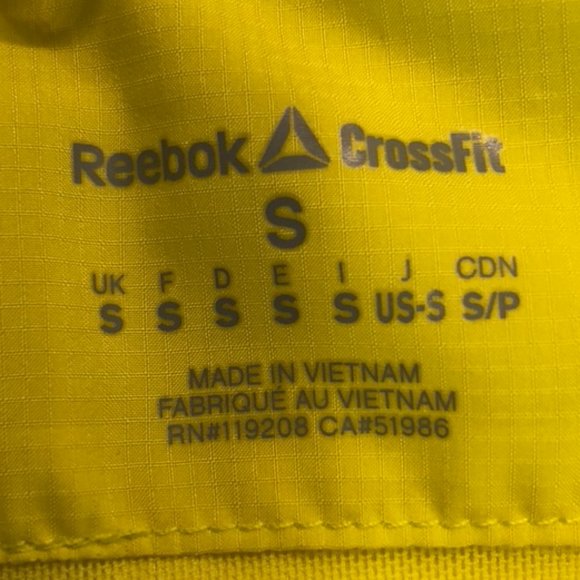 Reebok CrossFit
S
UK F D E I J CDN
S S S S S US-S S/P
MADE IN VIETNAM
FABRIQUÉ AU VIETNAM
RN#119208 CA#51986